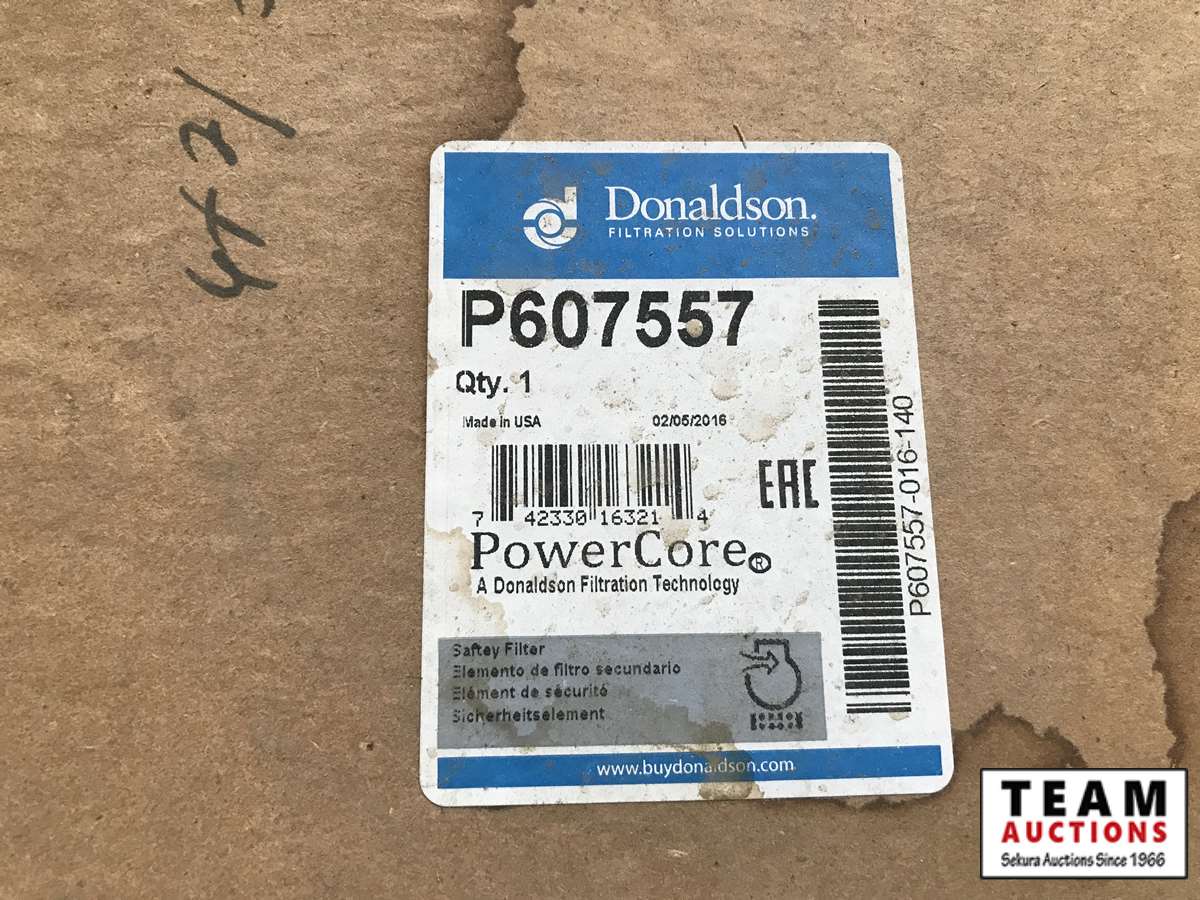 Donaldson.
FILTRATION SOLUTIONS
P607557
Qty. 1
Made in USA 02/05/2016
EAC
7 42330 16321 4
PowerCore®
A Donaldson Filtration Technology
P607557-016-140
Saftey Filter
Elemento de filtro secundario
Elément de sécurité
Sicherheitselement
www.buydonaldson.com
TEAM
AUCTIONS
Sekura Auctions Since 1966